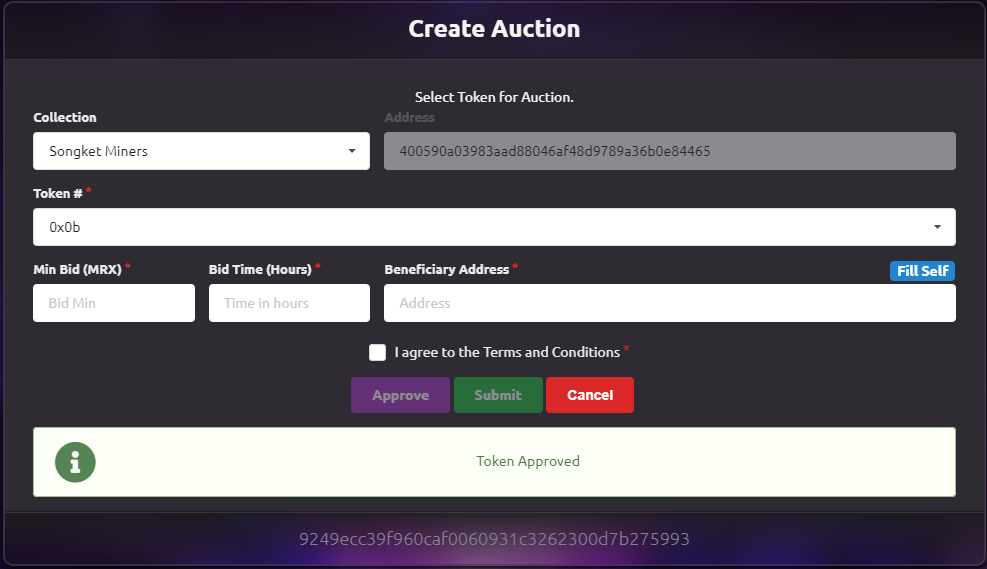 Create Auction
Select Token for Auction.
Collection
Address
Songket Miners
400590a03983aad88046af48d9789a36b0e84465
Token # *
0x0b
Min Bid (MRX) *
Bid Time (Hours) *
Beneficiary Address *
Fill Self
Bid Min
Time in hours
Address
I agree to the Terms and Conditions *
Approve
Submit
Cancel
Token Approved
9249ecc39f960caf0060931c3262300d7b275993